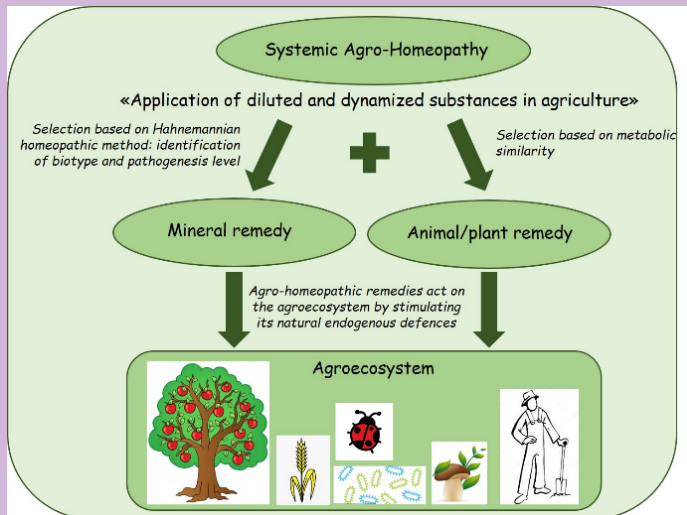 Systemic Agro-Homeopathy
«Application of diluted and dynamized substances in agriculture»
Selection based on Hahnemannian
homeopathic method: identification
of biotype and pathogenesis level
Selection based on metabolic
similarity
Mineral remedy
Animal/plant remedy
Agro-homeopathic remedies act on
the agroecosystem by stimulating
its natural endogenous defences
Agroecosystem